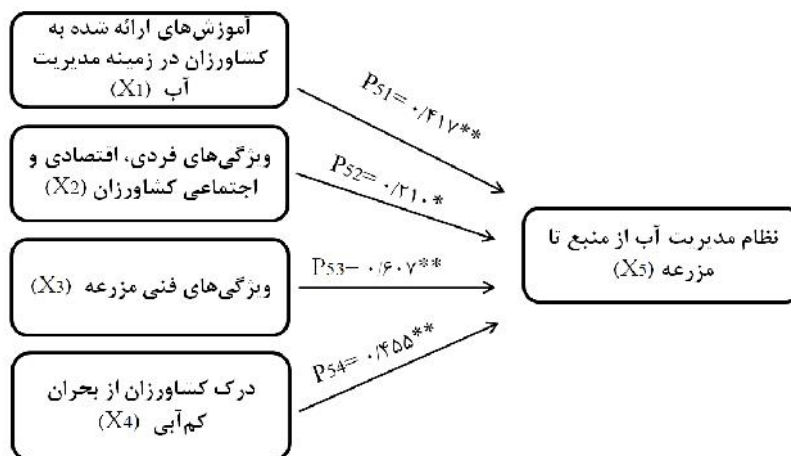 آموزش‌های ارائه شده به
کشاورزان در زمینه مدیریت
آب (X1)
P51= ۰/۴۱۷**
ویژگی‌های فردی، اقتصادی و
اجتماعی کشاورزان (X2)
P52= ۰/۲۱۰*
نظام مدیریت آب از منبع تا
مزرعه (X5)
ویژگی‌های فنی مزرعه (X3)
P53= ۰/۶۰۷**
درک کشاورزان از بحران
کم‌آبی (X4)
P54= ۰/۴۵۵**